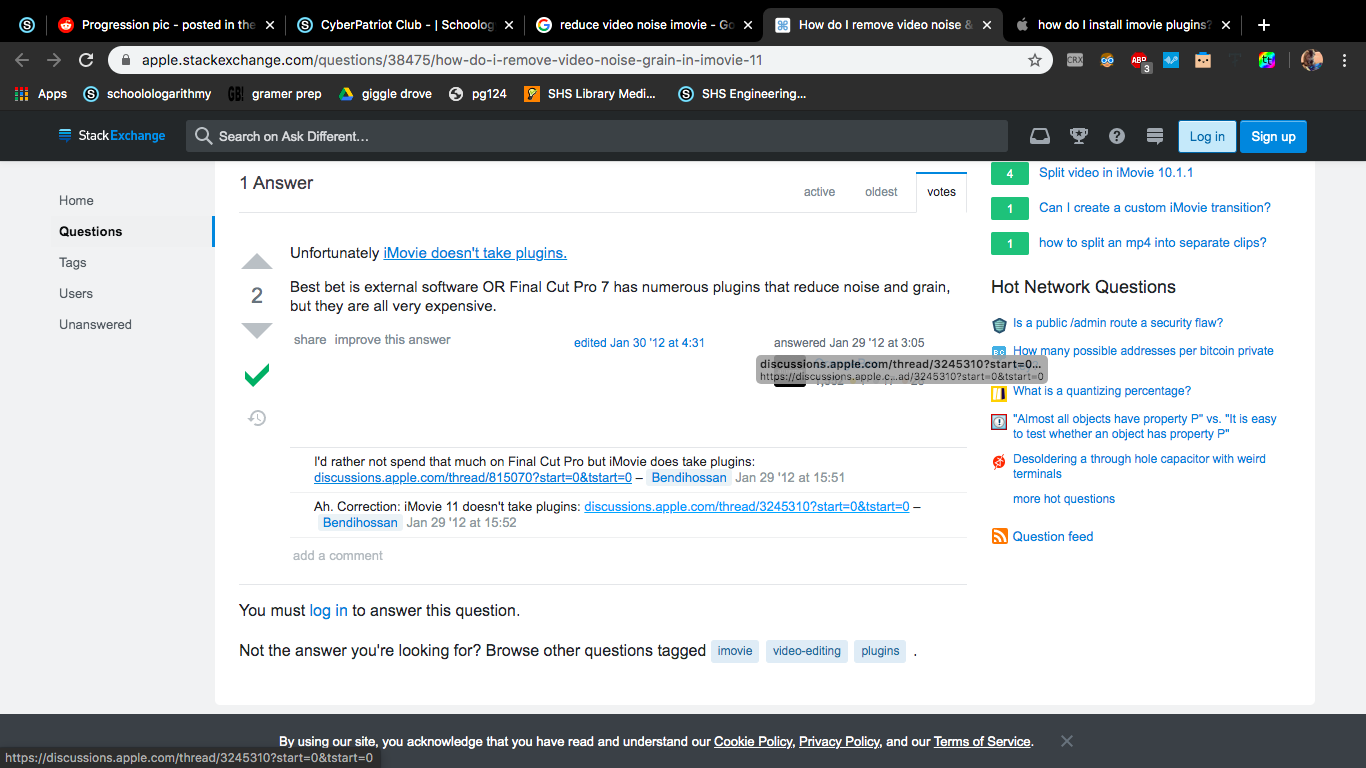 Progression pic - posted in the
CyberPatriot Club - | Schoolog
reduce video noise imovie - Go
How do I remove video noise &
how do I install imovie plugins?
apple.stackexchange.com/questions/38475/how-do-i-remove-video-noise-grain-in-imovie-11
CRX
ABP
3
Apps
schoolologarithmy
GB!
gramer prep
giggle drove
pg124
SHS Library Medi...
SHS Engineering...
StackExchange
Search on Ask Different...
Log in
Sign up
Home
Questions
Tags
Users
Unanswered
1 Answer
active
oldest
votes
Unfortunately iMovie doesn't take plugins.
2
Best bet is external software OR Final Cut Pro 7 has numerous plugins that reduce noise and grain,
but they are all very expensive.
share improve this answer
edited Jan 30 '12 at 4:31
answered Jan 29 '12 at 3:05
discussions.apple.com/thread/3245310?start=0...
https://discussions.apple.c...ad/3245310?start=0&tstart=0
I'd rather not spend that much on Final Cut Pro but iMovie does take plugins:
discussions.apple.com/thread/815070?start=0&tstart=0 – Bendihossan Jan 29 '12 at 15:51
Ah. Correction: iMovie 11 doesn't take plugins: discussions.apple.com/thread/3245310?start=0&tstart=0 –
Bendihossan Jan 29 '12 at 15:52
add a comment
You must log in to answer this question.
Not the answer you're looking for? Browse other questions tagged imovie video-editing plugins .
4
Split video in iMovie 10.1.1
1
Can I create a custom iMovie transition?
1
how to split an mp4 into separate clips?
Hot Network Questions
Is a public /admin route a security flaw?
How many possible addresses per bitcoin private
What is a quantizing percentage?
"Almost all objects have property P" vs. "It is easy
to test whether an object has property P"
Desoldering a through hole capacitor with weird
terminals
more hot questions
Question feed
By using our site, you acknowledge that you have read and understand our Cookie Policy, Privacy Policy, and our Terms of Service.
https://discussions.apple.com/thread/3245310?start=0&tstart=0